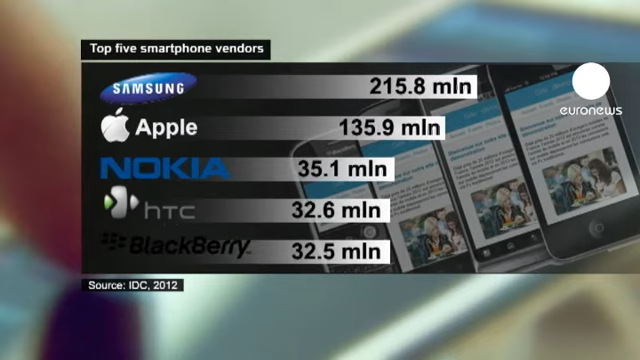 Top five smartphone vendors
SAMSUNG 215.8 mln
Apple 135.9 mln
NOKIA 35.1 mln
htc 32.6 mln
BlackBerry 32.5 mln
Source: IDC, 2012
euronews